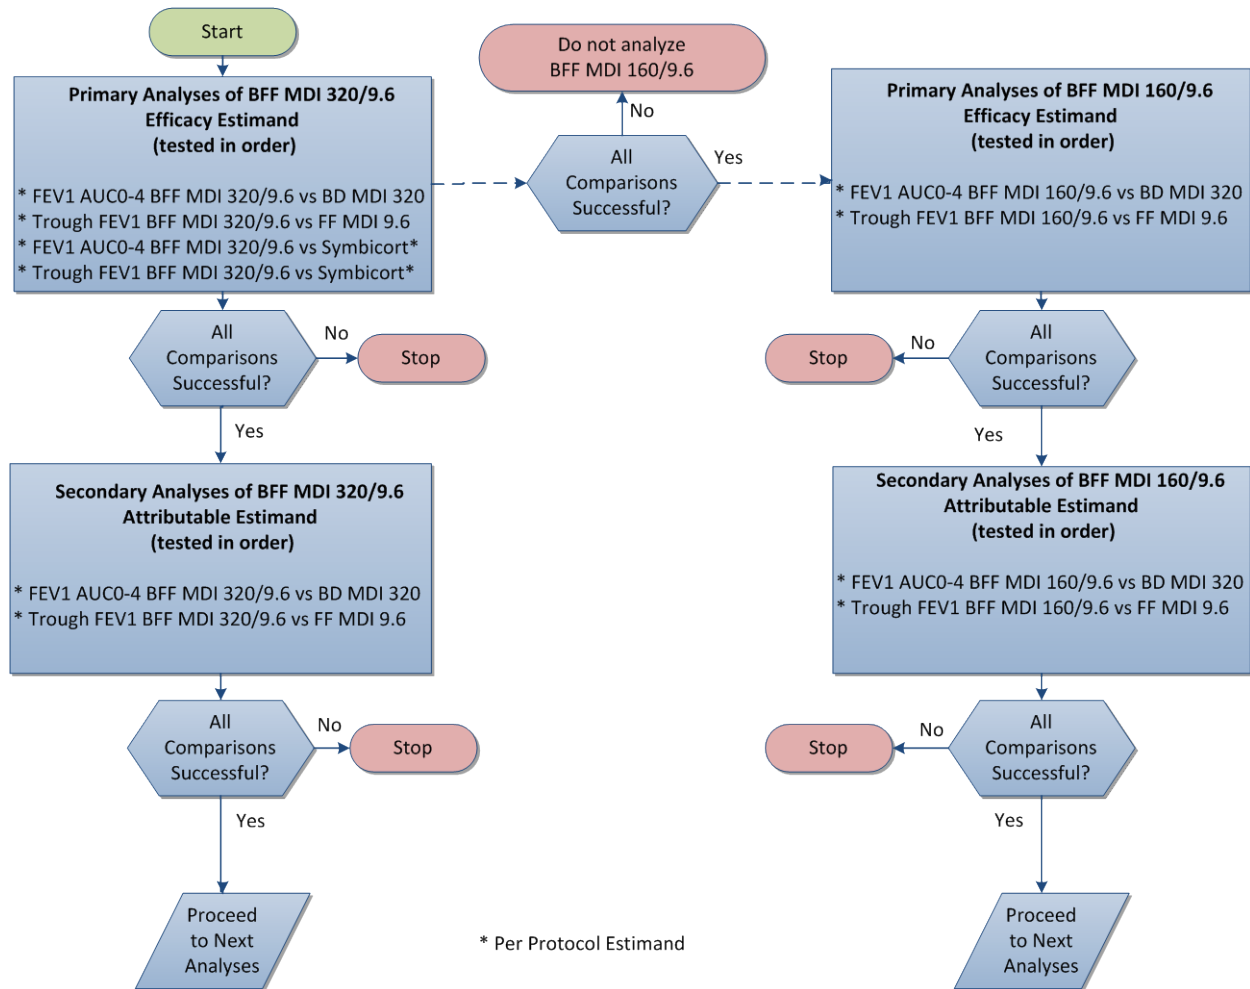 Start
Primary Analyses of BFF MDI 320/9.6
Efficacy Estimand
(tested in order)
* FEV1 AUC0-4 BFF MDI 320/9.6 vs BD MDI 320
* Trough FEV1 BFF MDI 320/9.6 vs FF MDI 9.6
* FEV1 AUC0-4 BFF MDI 320/9.6 vs Symbicort*
* Trough FEV1 BFF MDI 320/9.6 vs Symbicort*
Do not analyze
BFF MDI 160/9.6
No
All
Comparisons
Successful?
Yes
Primary Analyses of BFF MDI 160/9.6
Efficacy Estimand
(tested in order)
* FEV1 AUC0-4 BFF MDI 160/9.6 vs BD MDI 320
* Trough FEV1 BFF MDI 160/9.6 vs FF MDI 9.6
All
Comparisons
Successful?
No
Stop
Yes
Stop
No
All
Comparisons
Successful?
Yes
Secondary Analyses of BFF MDI 320/9.6
Attributable Estimand
(tested in order)
* FEV1 AUC0-4 BFF MDI 320/9.6 vs BD MDI 320
* Trough FEV1 BFF MDI 320/9.6 vs FF MDI 9.6
Secondary Analyses of BFF MDI 160/9.6
Attributable Estimand
(tested in order)
* FEV1 AUC0-4 BFF MDI 160/9.6 vs BD MDI 320
* Trough FEV1 BFF MDI 160/9.6 vs FF MDI 9.6
All
Comparisons
Successful?
No
Stop
Yes
Stop
No
All
Comparisons
Successful?
Yes
Proceed
to Next
Analyses
* Per Protocol Estimand
Proceed
to Next
Analyses